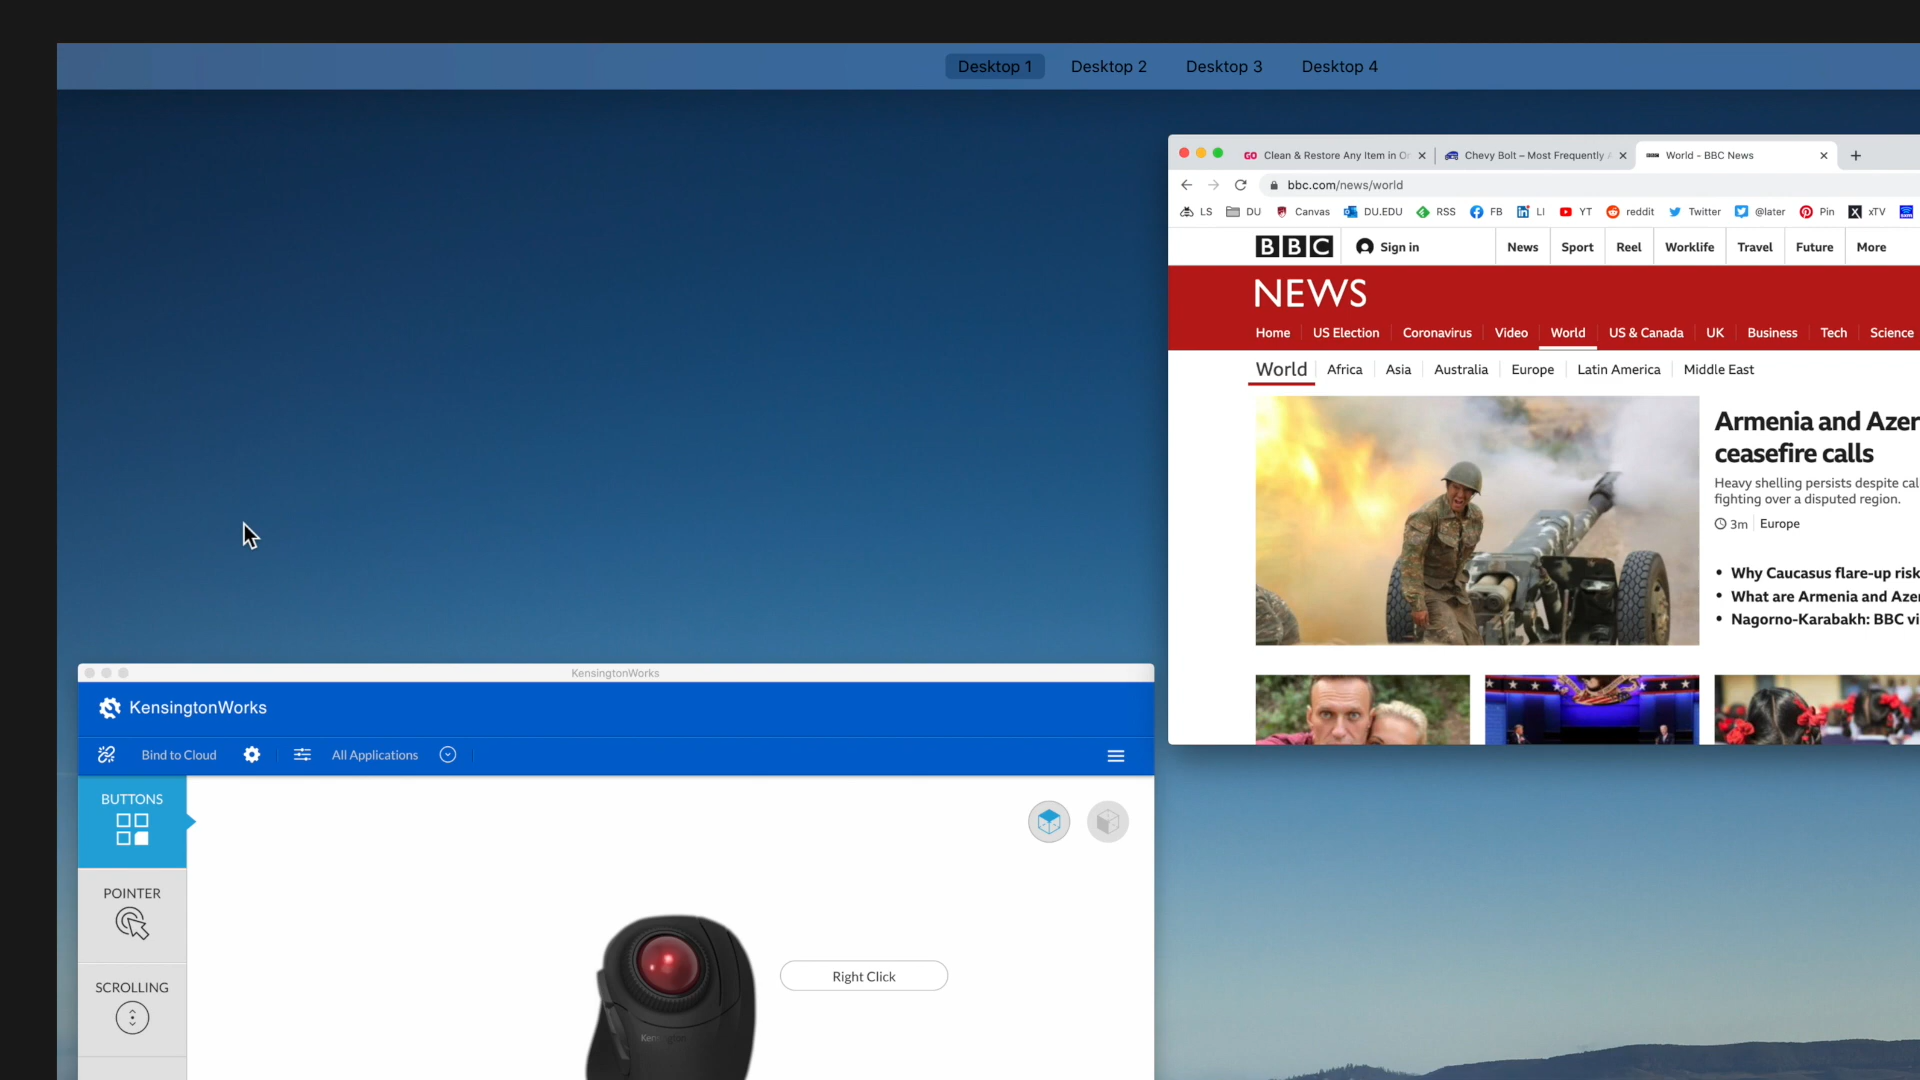 Desktop 1 Desktop 2 Desktop 3 Desktop 4
GO Clean & Restore Any Item in Chevy Bolt – Most Frequently World - BBC News
bbc.com/news/world
LS DU Canvas DU.EDU RSS FB LI YT reddit Twitter @later Pin xTV
BBC Sign in News Sport Reel Worklife Travel Future More
NEWS
Home US Election Coronavirus Video World US & Canada UK Business Tech Science
World Africa Asia Australia Europe Latin America Middle East
Armenia and Azer
ceasefire calls
Heavy shelling persists despite cal
fighting over a disputed region.
3m Europe
• Why Caucasus flare-up risk
• What are Armenia and Azer
• Nagorno-Karabakh: BBC vi
KensingtonWorks
KensingtonWorks
Bind to Cloud All Applications
BUTTONS
POINTER
SCROLLING
Right Click